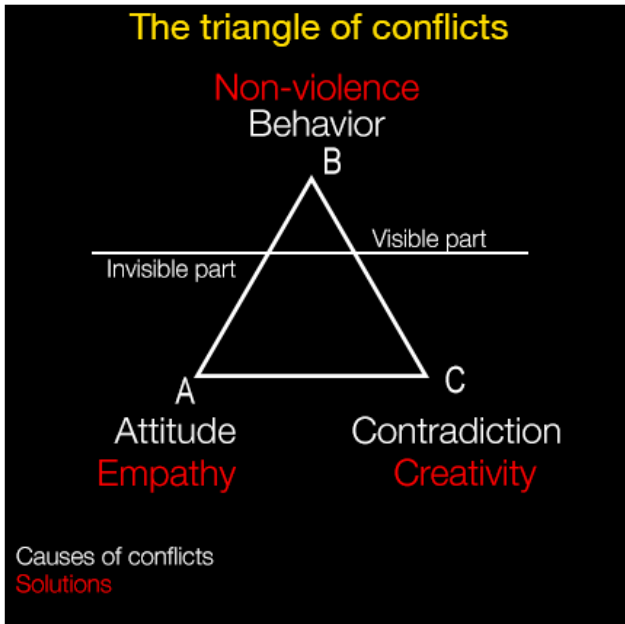 The triangle of conflicts
Non-violence
Behavior
B
Visible part
Invisible part
A
C
Attitude
Contradiction
Empathy
Creativity
Causes of conflicts
Solutions